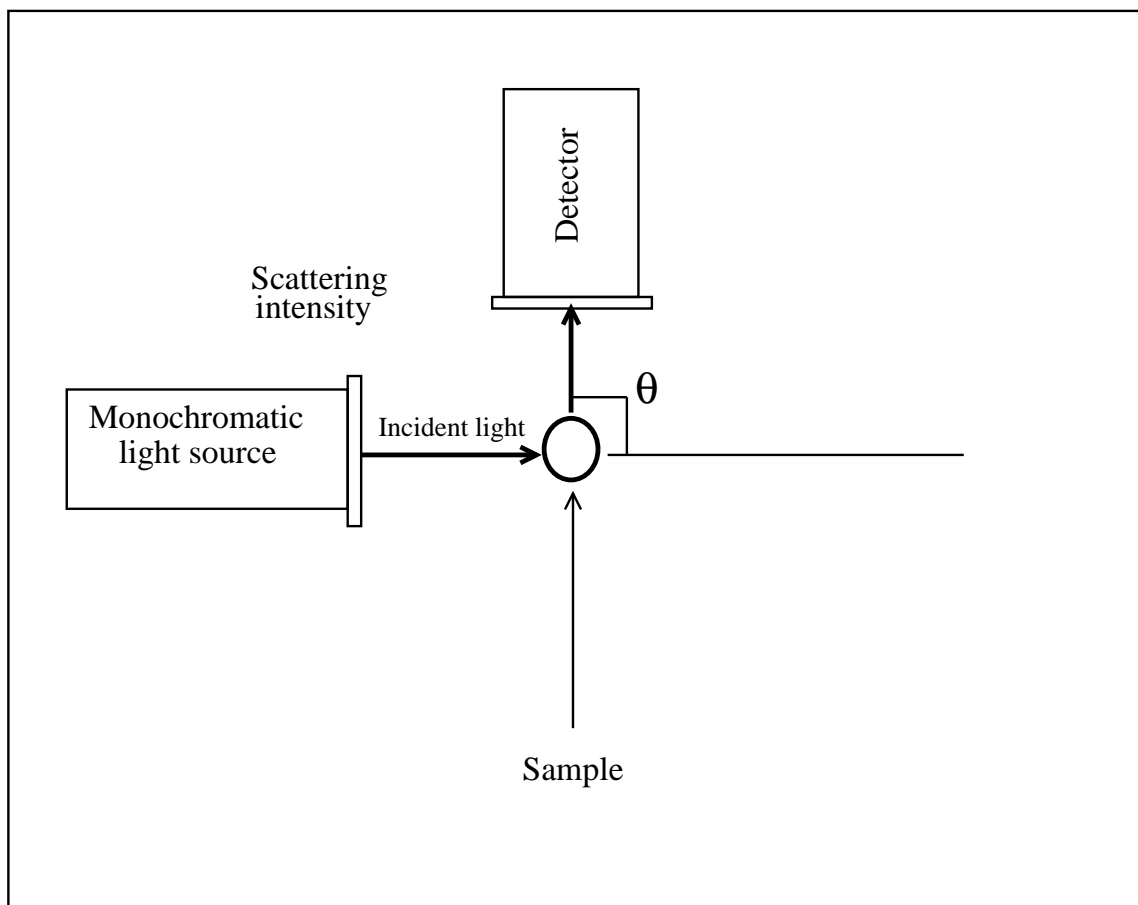 Detector
Scattering
intensity
θ
Monochromatic
light source
Incident light
Sample